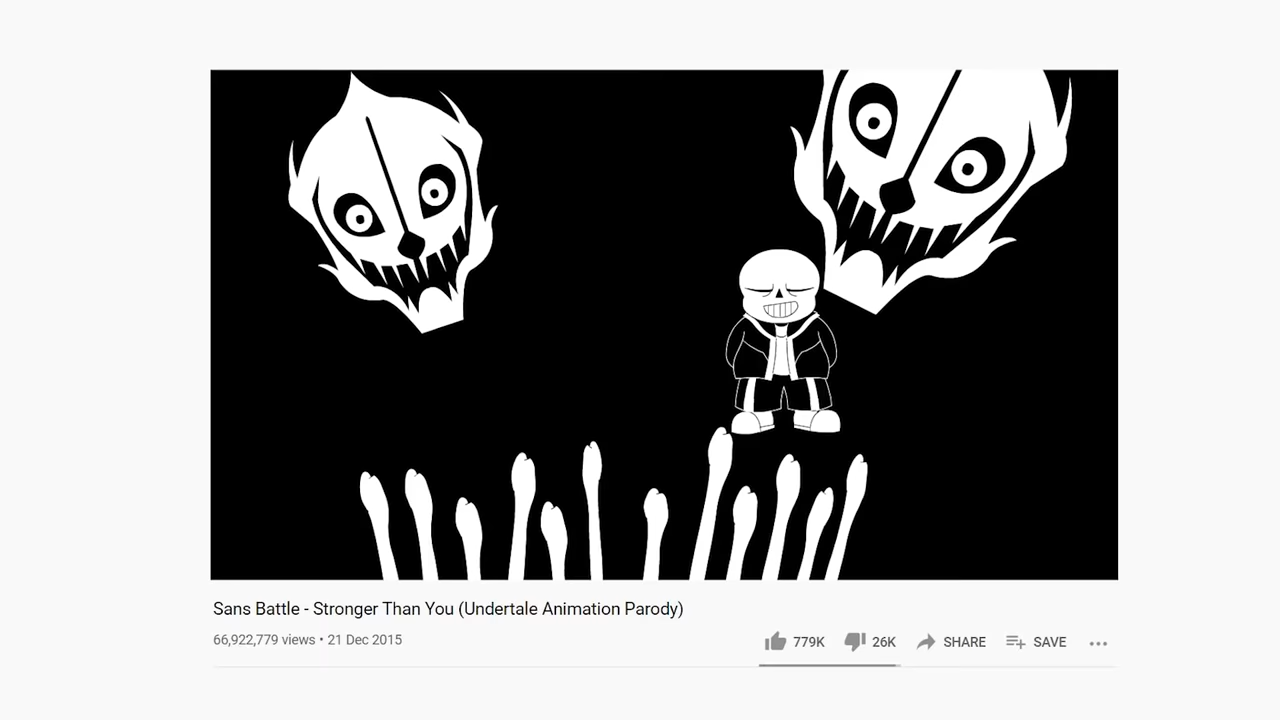 Sans Battle - Stronger Than You (Undertale Animation Parody)
66,922,779 views • 21 Dec 2015
779K 26K SHARE SAVE